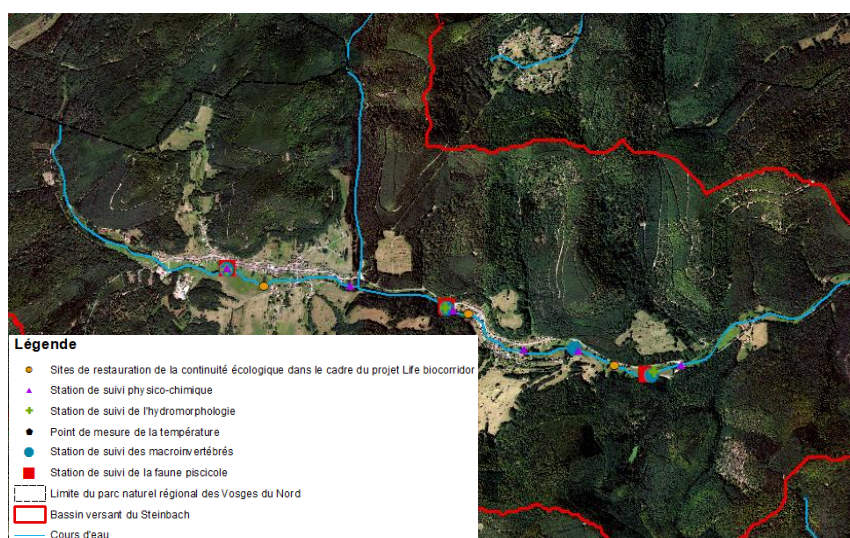 Légende
Sites de restauration de la continuité écologique dans le cadre du projet Life biocorridor
Station de suivi physico-chimique
Station de suivi de l'hydromorphologie
Point de mesure de la température
Station de suivi des macroinvertébrés
Station de suivi de la faune piscicole
Limite du parc naturel régional des Vosges du Nord
Bassin versant du Steinbach
Cours d'eau